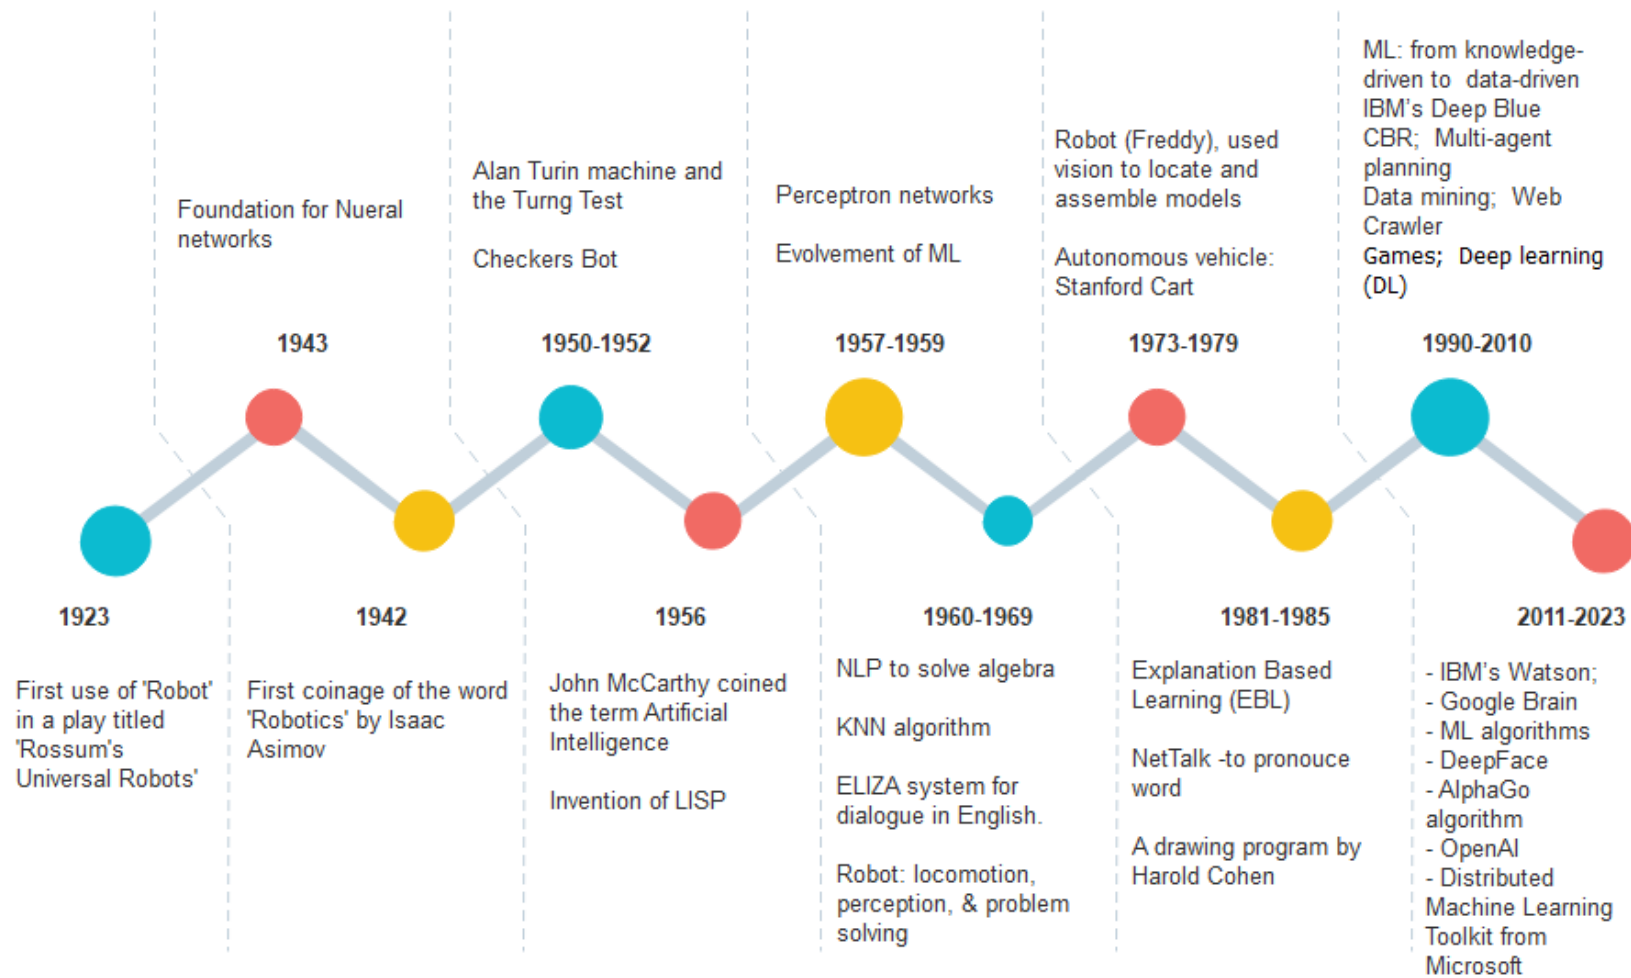 Foundation for Nueral
networks
1943
Alan Turin machine and
the Turng Test
Checkers Bot
1950-1952
Perceptron networks
Evolvement of ML
1957-1959
Robot (Freddy), used
vision to locate and
assemble models
Autonomous vehicle:
Stanford Cart
1973-1979
ML: from knowledge-
driven to  data-driven
IBM's Deep Blue
CBR;  Multi-agent
planning
Data mining;  Web
Crawler
Games;  Deep learning
(DL)
1990-2010
1923
First use of 'Robot'
in a play titled
'Rossum's
Universal Robots'
1942
First coinage of the word
'Robotics' by Isaac
Asimov
1956
John McCarthy coined
the term Artificial
Intelligence
Invention of LISP
1960-1969
NLP to solve algebra
KNN algorithm
ELIZA system for
dialogue in English.
Robot: locomotion,
perception, & problem
solving
1981-1985
Explanation Based
Learning (EBL)
NetTalk -to pronouce
word
A drawing program by
Harold Cohen
2011-2023
- IBM's Watson;
- Google Brain
- ML algorithms
- DeepFace
- AlphaGo
algorithm
- OpenAI
- Distributed
Machine Learning
Toolkit from
Microsoft